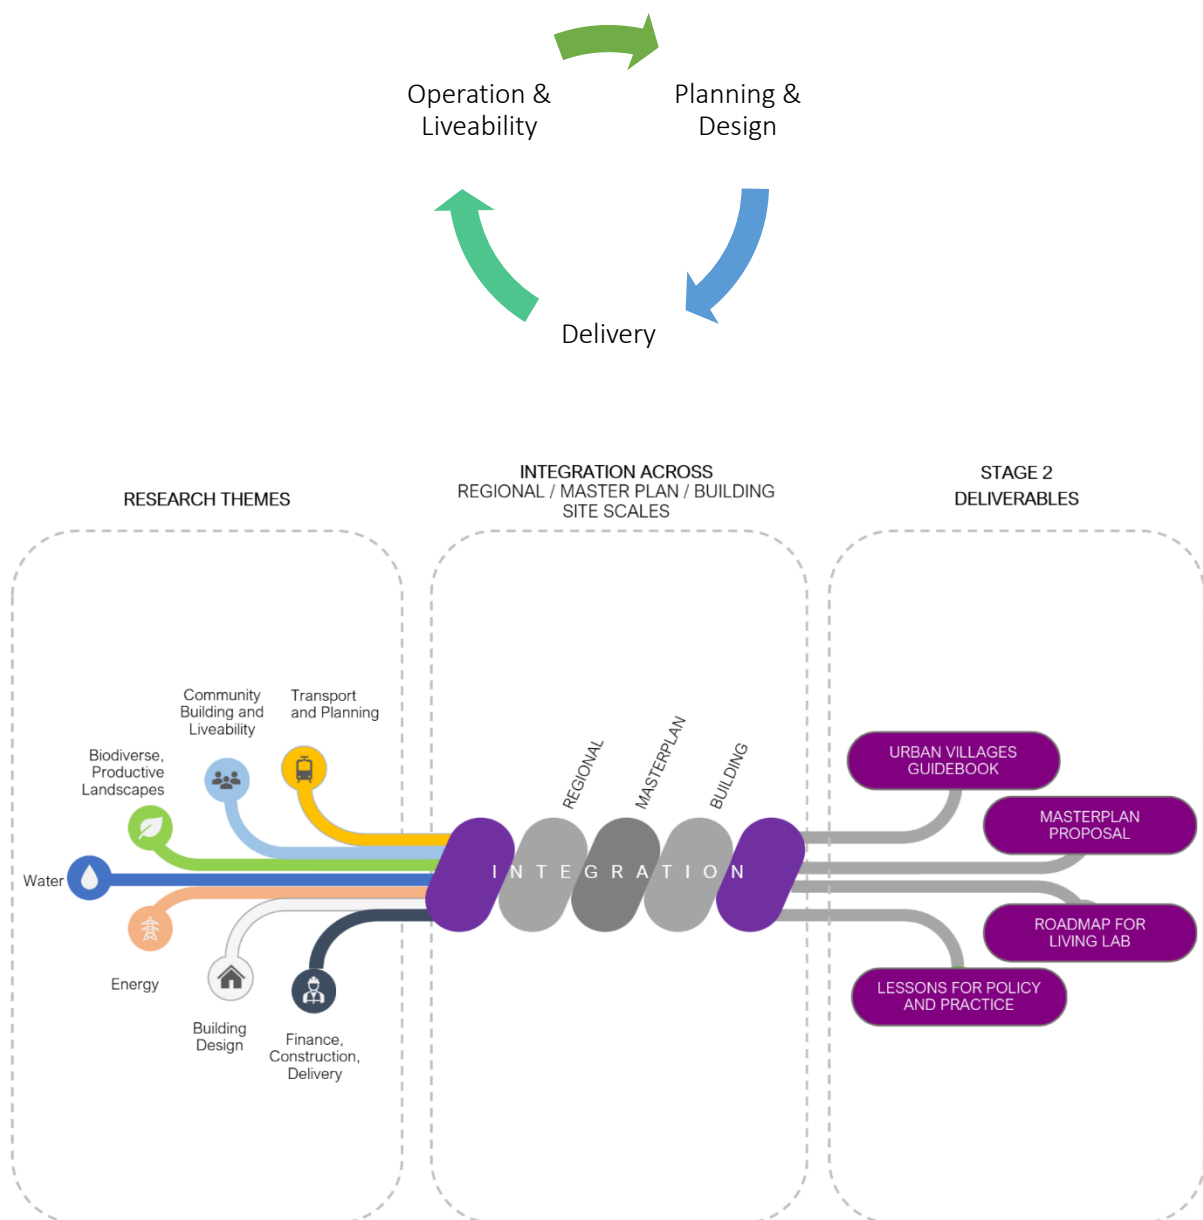 Operation &
Liveability
Planning &
Design
Delivery
RESEARCH THEMES
INTEGRATION ACROSS
REGIONAL / MASTER PLAN / BUILDING
SITE SCALES
STAGE 2
DELIVERABLES
Community
Building and
Liveability
Transport
and Planning
Biodiverse,
Productive
Landscapes
Water
Energy
Building
Design
Finance,
Construction,
Delivery
REGIONAL
MASTERPLAN
BUILDING
INTEGRATION
URBAN VILLAGES
GUIDEBOOK
MASTERPLAN
PROPOSAL
ROADMAP FOR
LIVING LAB
LESSONS FOR POLICY
AND PRACTICE